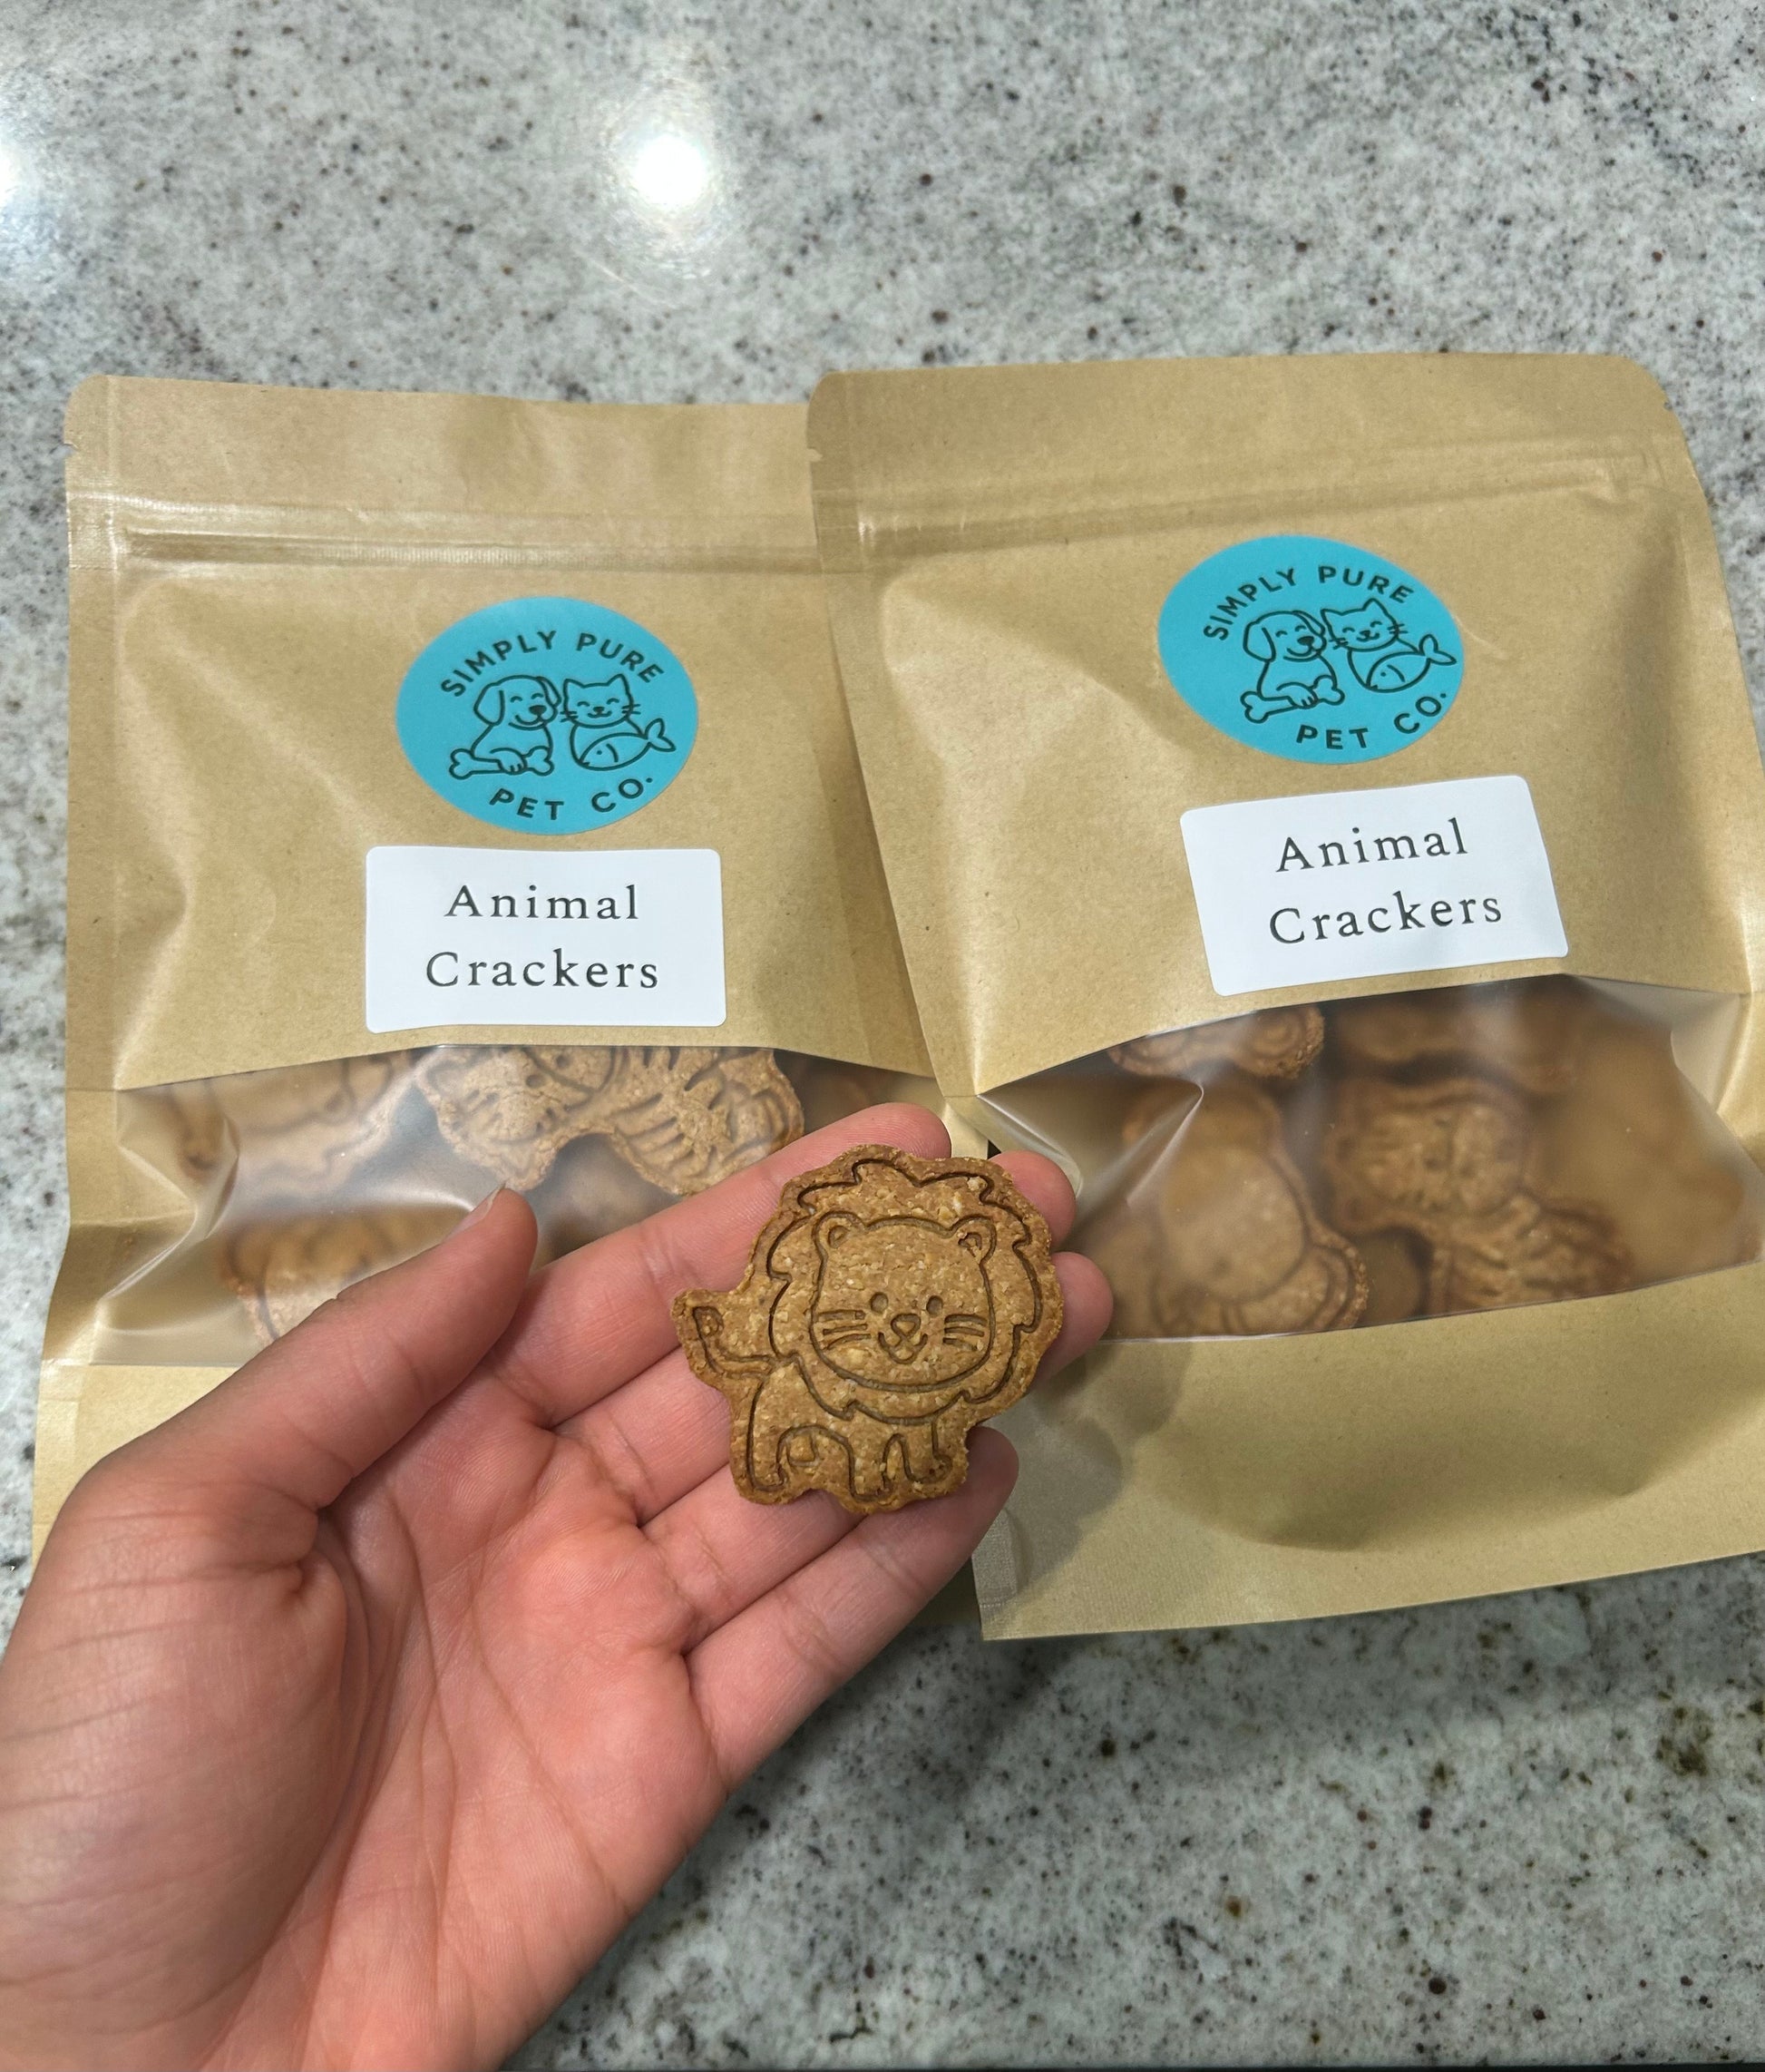 SIMPLY PURE
PET CO.
Animal
Crackers
SIMPLY PURE
PET CO.
Animal
Crackers